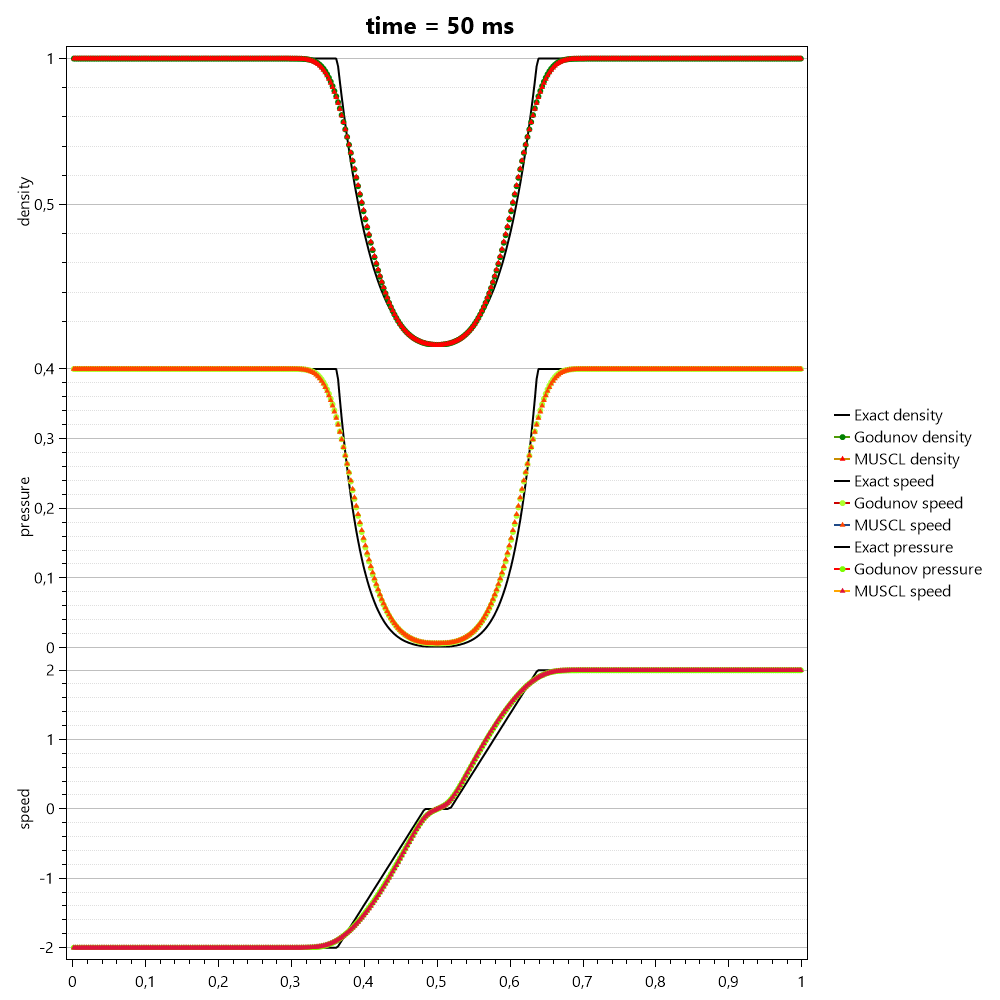 time = 50 ms
1
0,5
density
0,4
0,3
0,2
0,1
0
pressure
2
1
0
-1
-2
speed
0 0,1 0,2 0,3 0,4 0,5 0,6 0,7 0,8 0,9 1
Exact density
Godunov density
MUSCL density
Exact speed
Godunov speed
MUSCL speed
Exact pressure
Godunov pressure
MUSCL speed